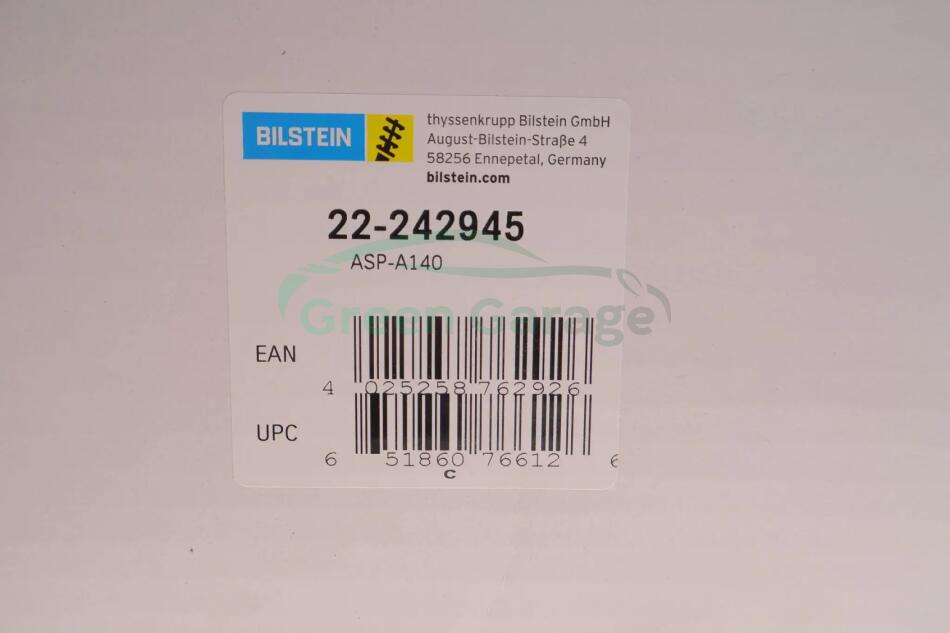 BILSTEIN
thyssenkrupp Bilstein GmbH
August-Bilstein-Straße 4
58256 Ennepetal, Germany
bilstein.com
22-242945
ASP-A140
Green Garage
EAN
4 025258 762926
UPC
6 51860 76612 6
C